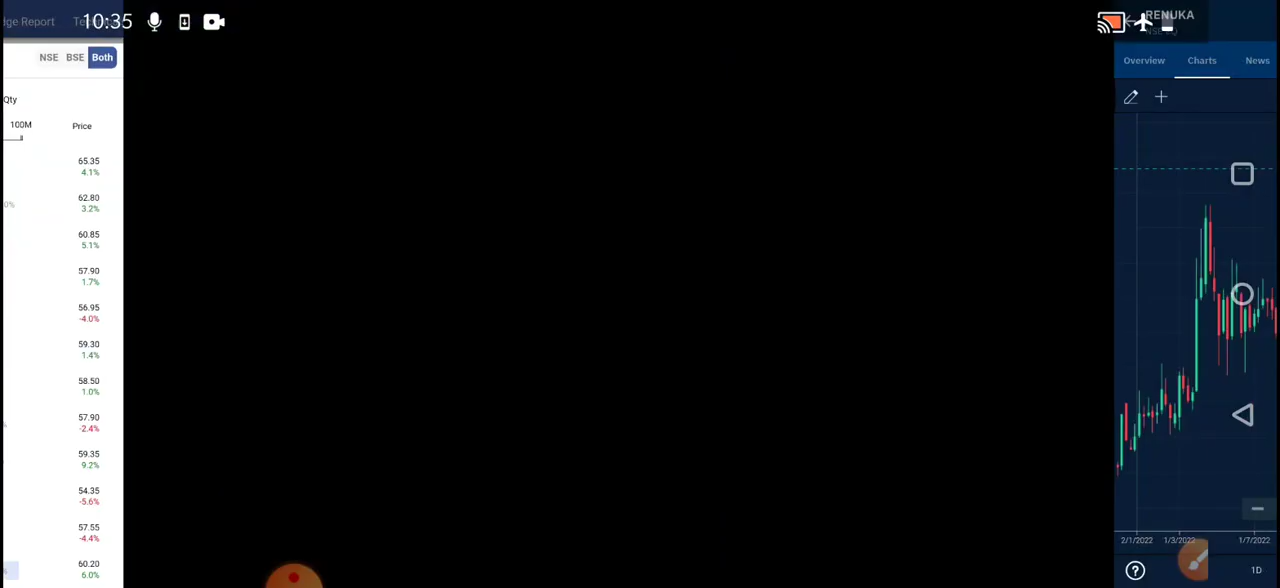 10:35
RENUKA
NSE EQ
dge Report
NSE BSE Both
Overview Charts News
Qty
100M Price
65.35
4.1%
62.80
3.2%
0%
60.85
5.1%
57.90
1.7%
56.95
-4.0%
59.30
1.4%
58.50
1.0%
57.90
-2.4%
59.35
9.2%
54.35
-5.6%
57.55
-4.4%
60.20
6.0%
2/1/2022 1/3/2022 1/7/2022
1D